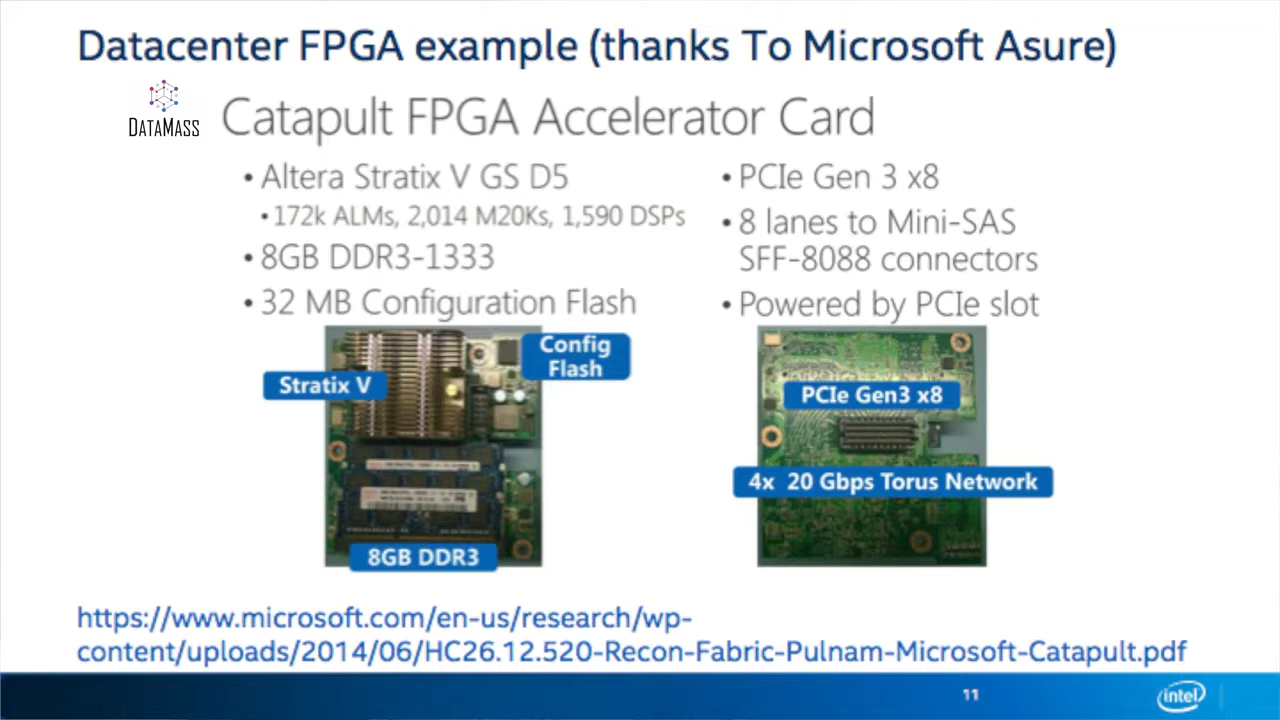 Datacenter FPGA example (thanks To Microsoft Asure)
DATAMASS
Catapult FPGA Accelerator Card
• Altera Stratix V GS D5
• 172k ALMs, 2,014 M20Ks, 1,590 DSPs
• 8GB DDR3-1333
• 32 MB Configuration Flash
• PCIe Gen 3 x8
• 8 lanes to Mini-SAS
SFF-8088 connectors
• Powered by PCIe slot
Config
Flash
Stratix V
8GB DDR3
PCIe Gen3 x8
4x 20 Gbps Torus Network
https://www.microsoft.com/en-us/research/wp-
content/uploads/2014/06/HC26.12.520-Recon-Fabric-Pulnam-Microsoft-Catapult.pdf
11
intel